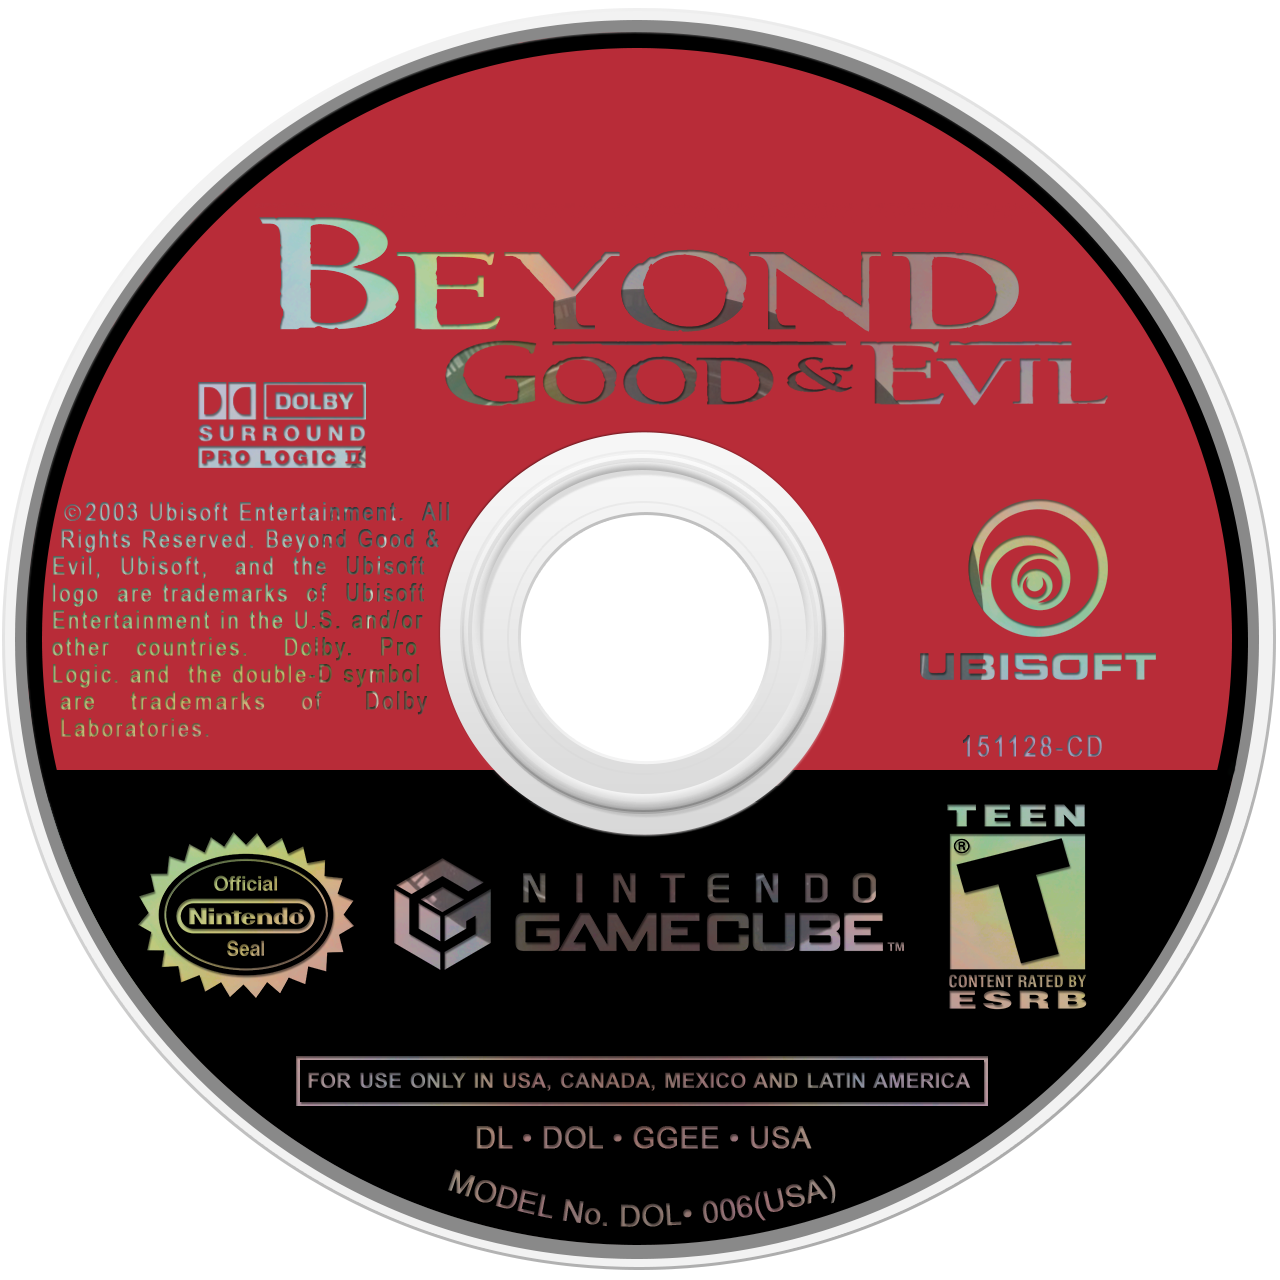 BEYOND
GOOD & EVIL
DOLBY
SURROUND
PRO LOGIC II
©2003 Ubisoft Entertainment. All
Rights Reserved. Beyond Good &
Evil, Ubisoft, and the Ubisoft
logo are trademarks of Ubisoft
Entertainment in the U.S. and/or
other countries. Dolby. Pro
Logic. and the double-D symbol
are trademarks of Dolby
Laboratories.
UBISOFT
151128-CD
TEEN
®
T
CONTENT RATED BY
ESRB
Official
Nintendo®
Seal
NINTENDO
GAMECUBE™
FOR USE ONLY IN USA, CANADA, MEXICO AND LATIN AMERICA
DL • DOL • GGEE • USA
MODEL No. DOL• 006(USA)